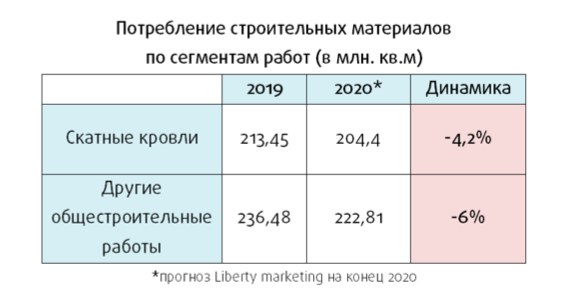 Потребление строительных материалов
по сегментам работ (в млн. кв.м)
2019 2020* Динамика
Скатные кровли 213,45 204,4 -4,2%
Другие
общестроительные 236,48 222,81 -6%
работы
*прогноз Liberty marketing на конец 2020